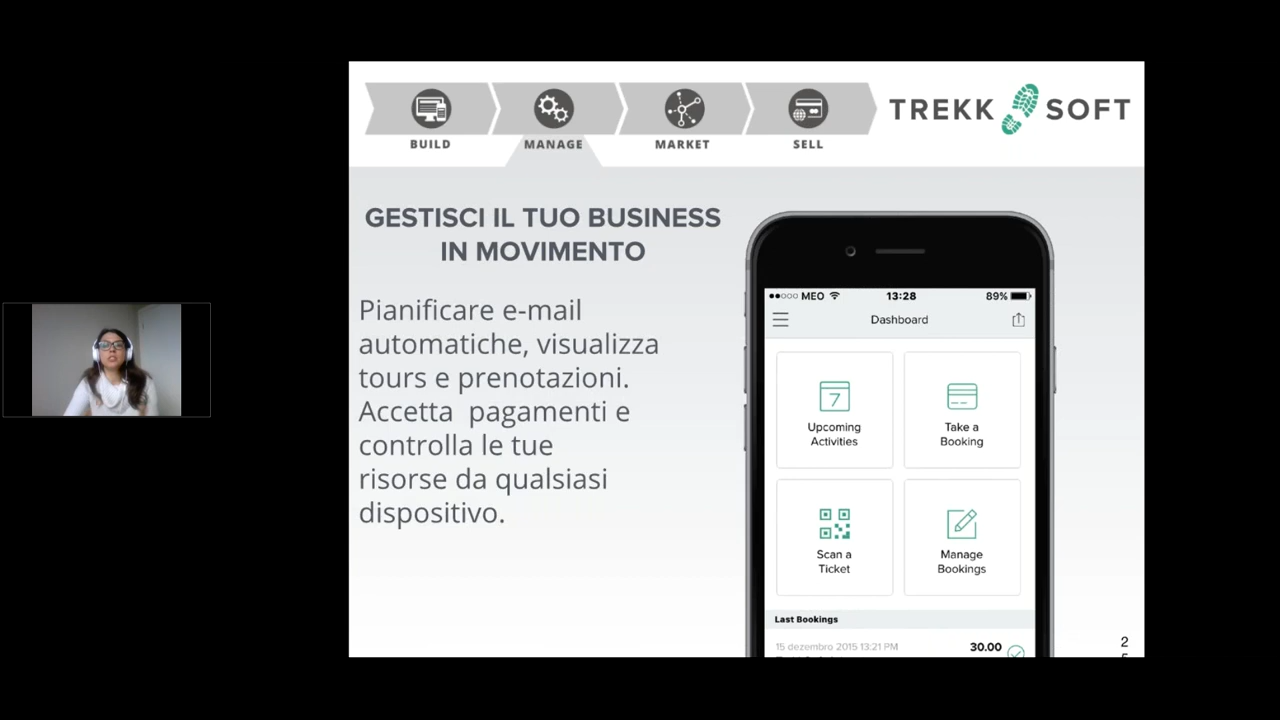 BUILD
MANAGE
MARKET
SELL
TREKK SOFT
GESTISCI IL TUO BUSINESS
IN MOVIMENTO
Pianificare e-mail
automatiche, visualizza
tours e prenotazioni.
Accetta pagamenti e
controlla le tue
risorse da qualsiasi
dispositivo.
MEO 13:28 89%
Dashboard
7
Upcoming
Activities
Take a
Booking
Scan a
Ticket
Manage
Bookings
Last Bookings
15 dezembro 2015 13:21 PM 30.00
2